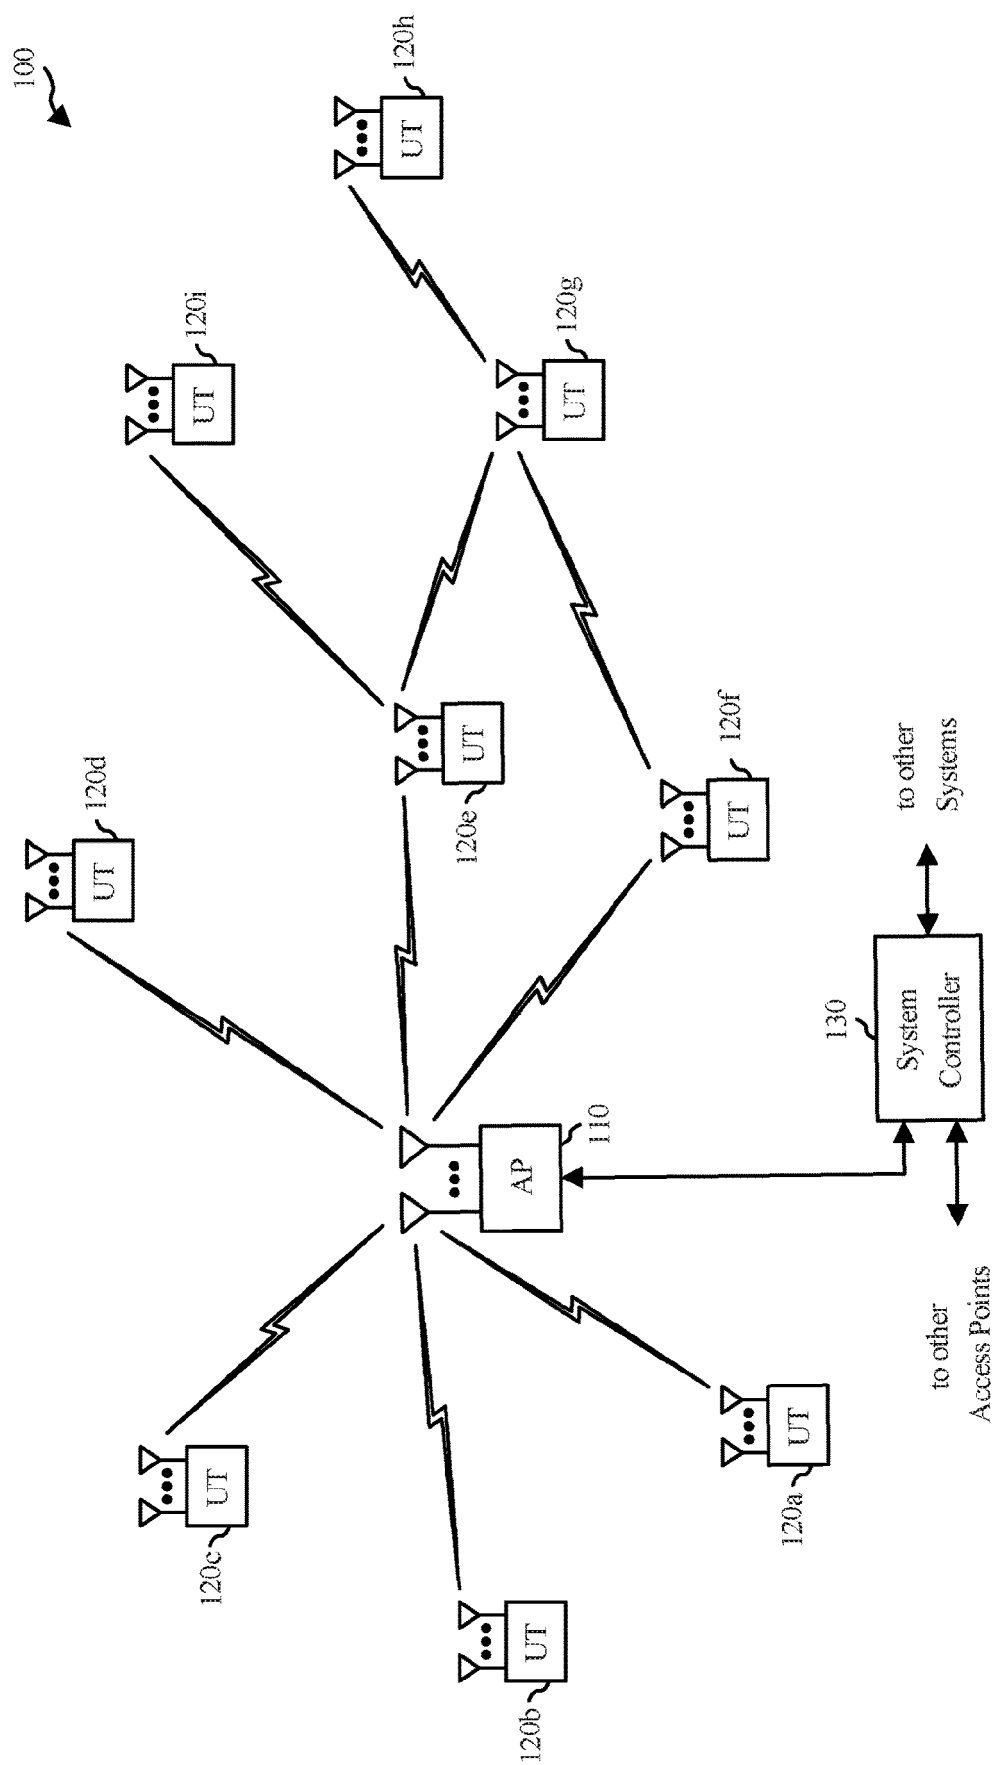 100
120d
UT
120i
UT
120c
UT
120h
UT
120e
UT
AP
110
120b
UT
120g
UT
120f
UT
120a
UT
130
System
Controller
to other
Systems
to other
Access Points